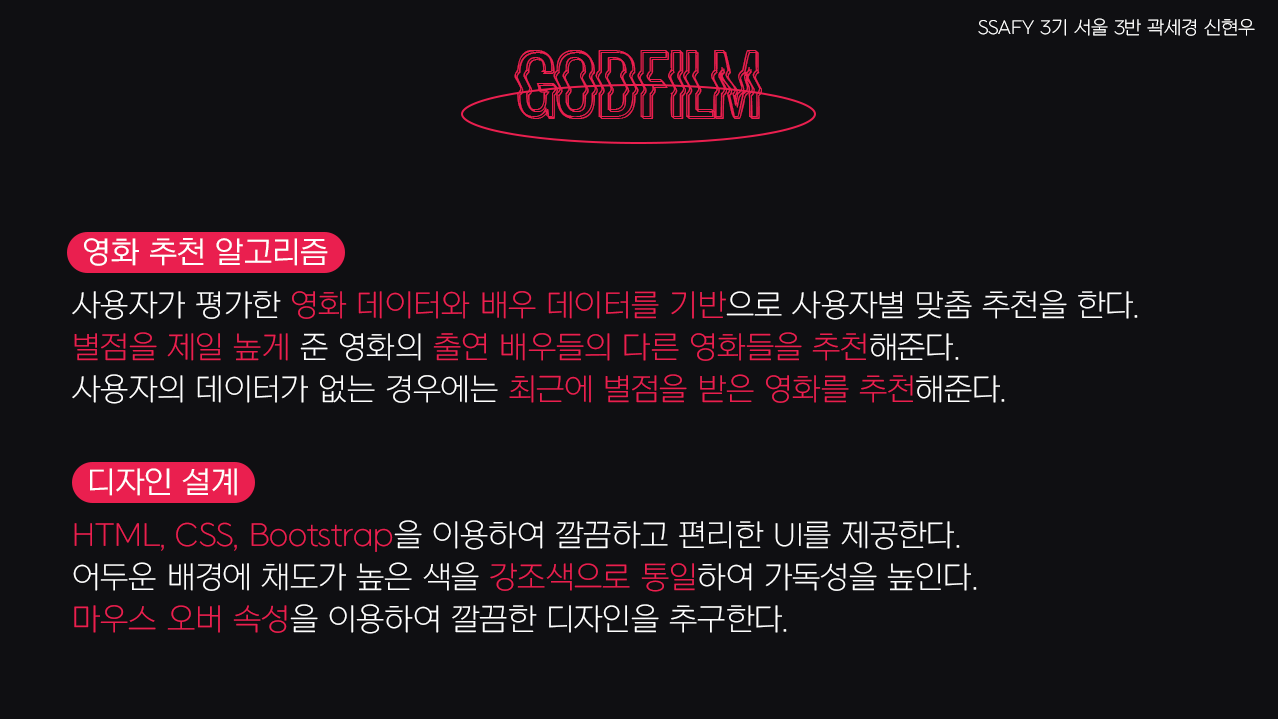 SSAFY 3기 서울 3반 곽세경 신현우
GODFILM
영화 추천 알고리즘
사용자가 평가한 영화 데이터와 배우 데이터를 기반으로 사용자별 맞춤 추천을 한다.
별점을 제일 높게 준 영화의 출연 배우들의 다른 영화들을 추천해준다.
사용자의 데이터가 없는 경우에는 최근에 별점을 받은 영화를 추천해준다.
디자인 설계
HTML, CSS, Bootstrap을 이용하여 깔끔하고 편리한 UI를 제공한다.
어두운 배경에 채도가 높은 색을 강조색으로 통일하여 가독성을 높인다.
마우스 오버 속성을 이용하여 깔끔한 디자인을 추구한다.